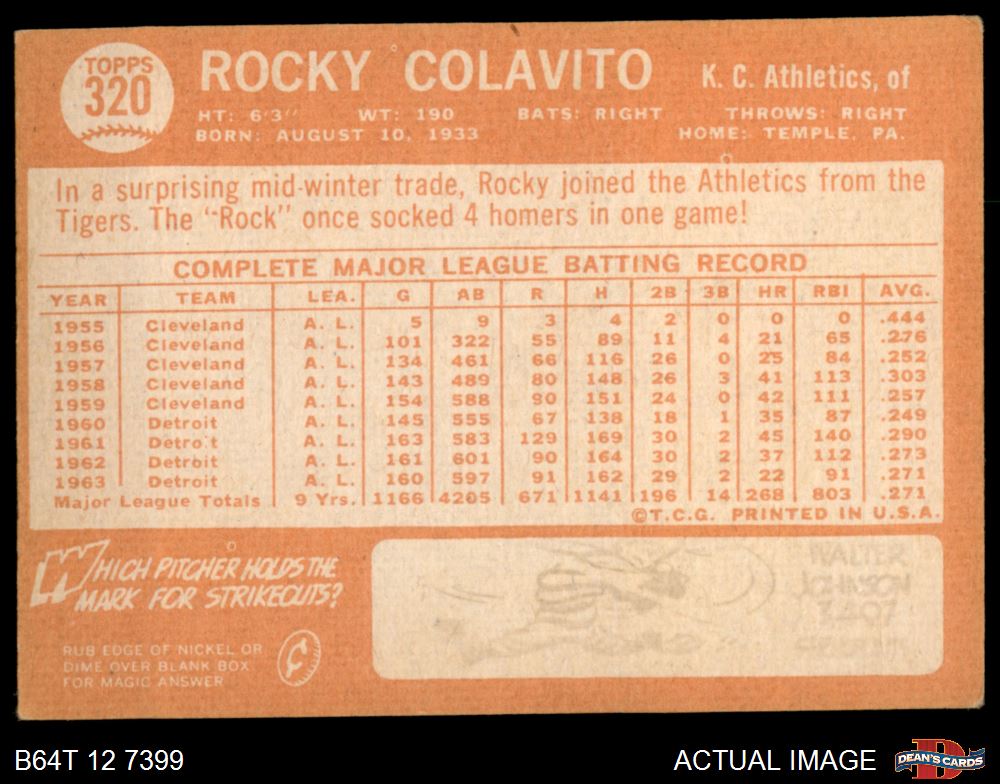 TOPPS
320
ROCKY COLAVITO
K. C. Athletics, of
HT: 6'3" WT: 190 BATS: RIGHT THROWS: RIGHT
BORN: AUGUST 10, 1933 HOME: TEMPLE, PA.
In a surprising mid-winter trade, Rocky joined the Athletics from the
Tigers. The "Rock" once socked 4 homers in one game!
COMPLETE MAJOR LEAGUE BATTING RECORD
YEAR TEAM LEA. G AB R H 2B 3B HR RBI AVG.
1955 Cleveland A. L. 5 9 3 4 2 0 0 0 .444
1956 Cleveland A. L. 101 322 55 89 11 4 21 65 .276
1957 Cleveland A. L. 134 461 66 116 26 0 25 84 .252
1958 Cleveland A. L. 143 489 80 148 26 3 41 113 .303
1959 Cleveland A. L. 154 588 90 151 24 0 42 111 .257
1960 Detroit A. L. 145 555 67 138 18 1 35 87 .249
1961 Detroit A. L. 163 583 129 169 30 2 45 140 .290
1962 Detroit A. L. 161 601 90 164 30 2 37 112 .273
1963 Detroit A. L. 160 597 91 162 29 2 22 91 .271
Major League Totals 9 Yrs. 1166 4205 671 1141 196 14 268 803 .271
©T.C.G. PRINTED IN U.S.A.
WHICH PITCHER HOLDS THE
MARK FOR STRIKEOUTS?
RUB EDGE OF NICKEL OR
DIME OVER BLANK BOX
FOR MAGIC ANSWER
WALTER
JOHNSON
B64T 12 7399
ACTUAL IMAGE
DEAN'S CARDS